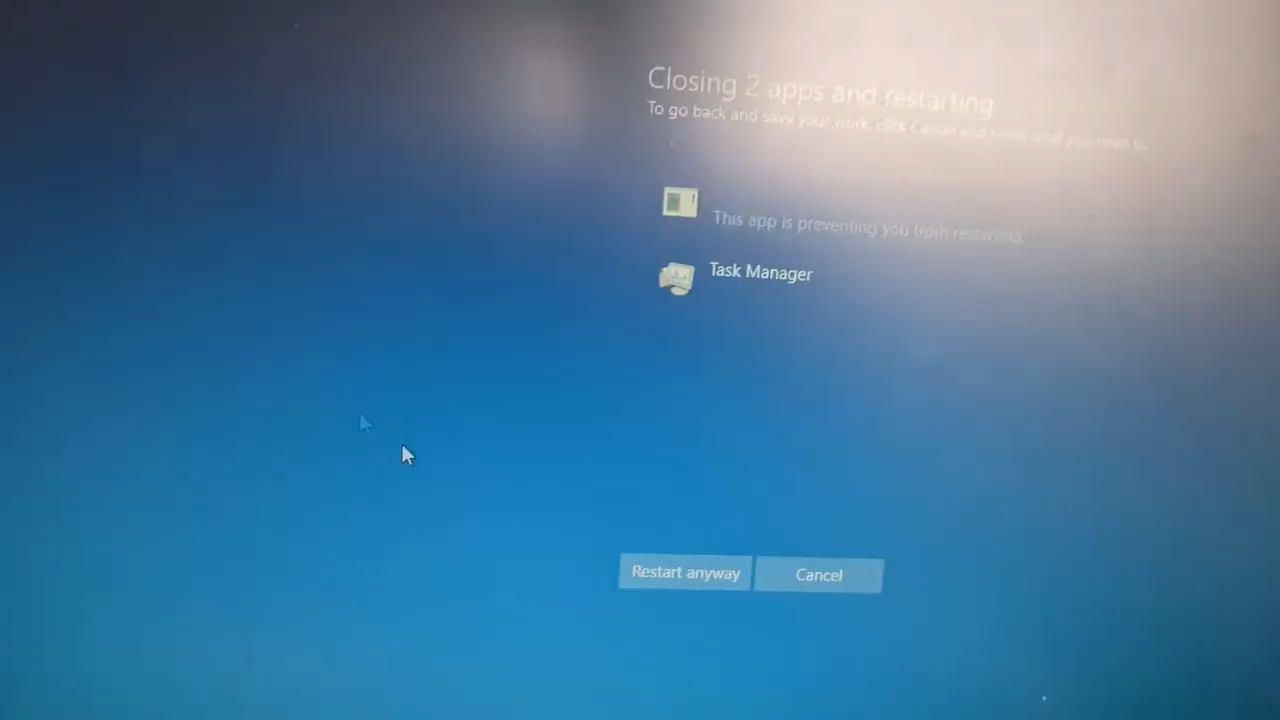 Closing 2 apps and restarting
To go back and save your work, click Cancel and finish what you need to.
This app is preventing you from restarting.
Task Manager
Restart anyway
Cancel